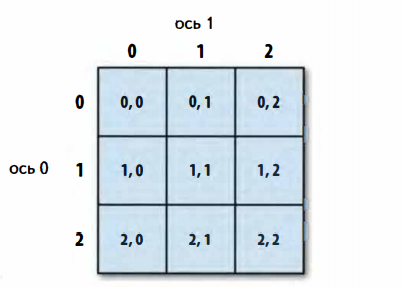 ось 1
0 1 2
0 0, 0 0, 1 0, 2
ось 0 1 1, 0 1, 1 1, 2
2 2, 0 2, 1 2, 2